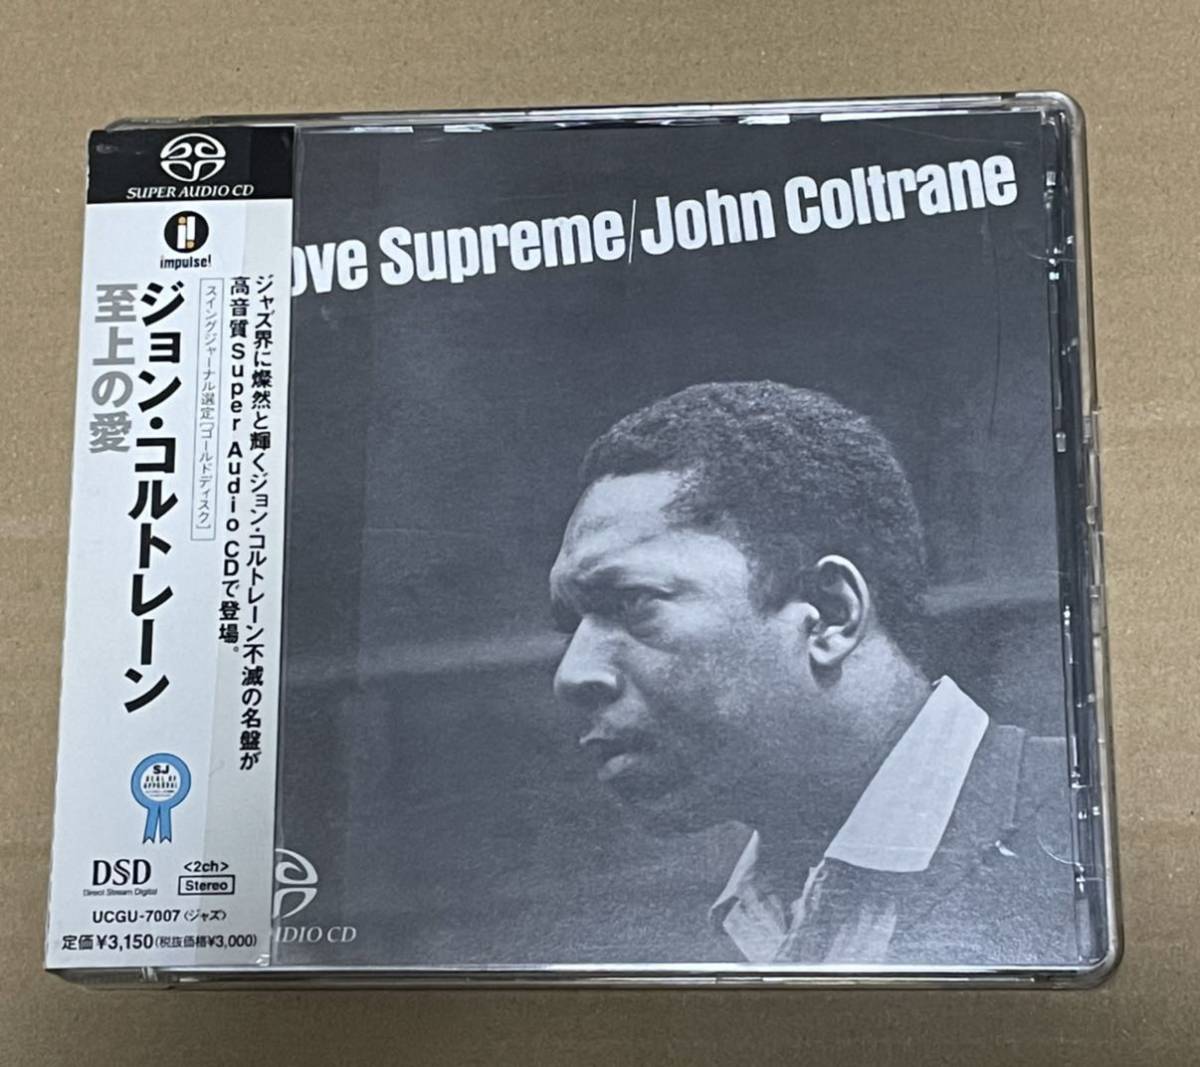 SUPER AUDIO CD
impulse!
ジャズ界に燦然と輝くジョン・コルトレーン不滅の名盤が
高音質Super Audio CDで登場。
スイングジャーナル選定[ゴールドディスク]
ジョン・コルトレーン
至上の愛
SJ
SEAL OF
APPROVAL
DSD
Direct Stream Digital
<2ch>
Stereo
UCGU-7007〈ジャズ〉
定価¥3,150(税抜価格¥3,000)
ove Supreme/John Coltrane
UDIO CD